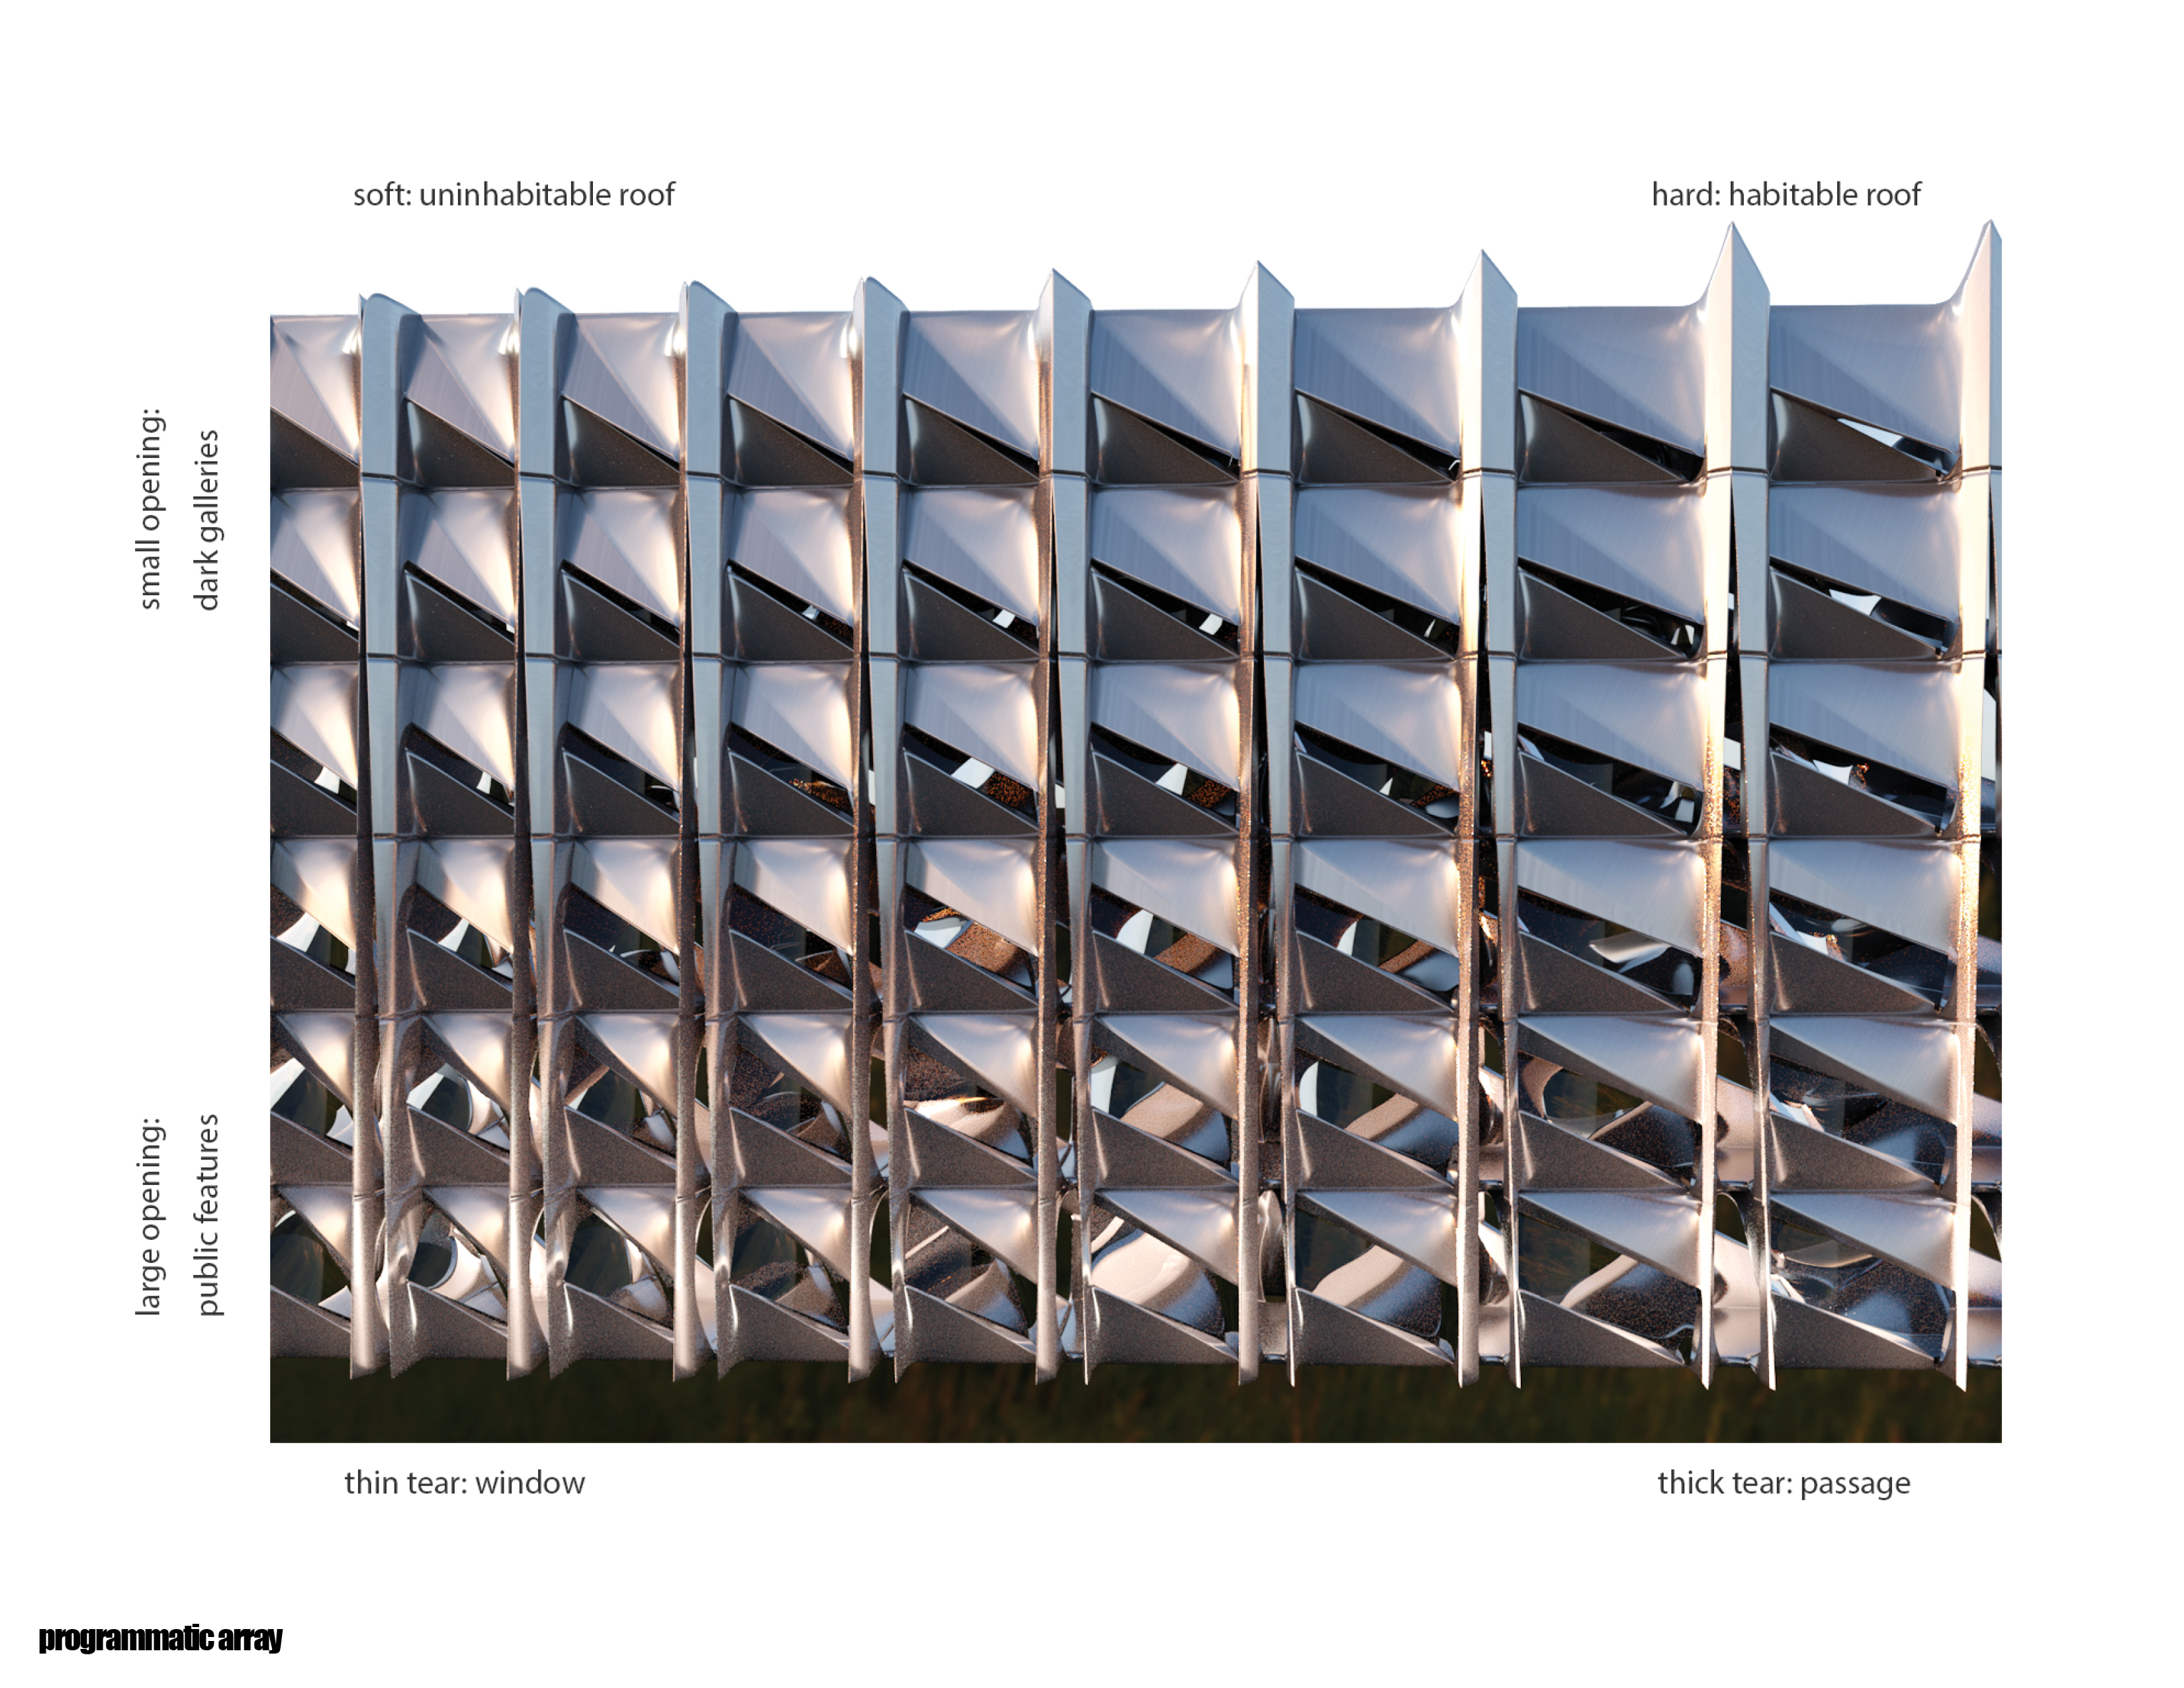 soft: uninhabitable roof
hard: habitable roof
small opening:
dark galleries
large opening:
public features
thin tear: window
thick tear: passage
programmatic array